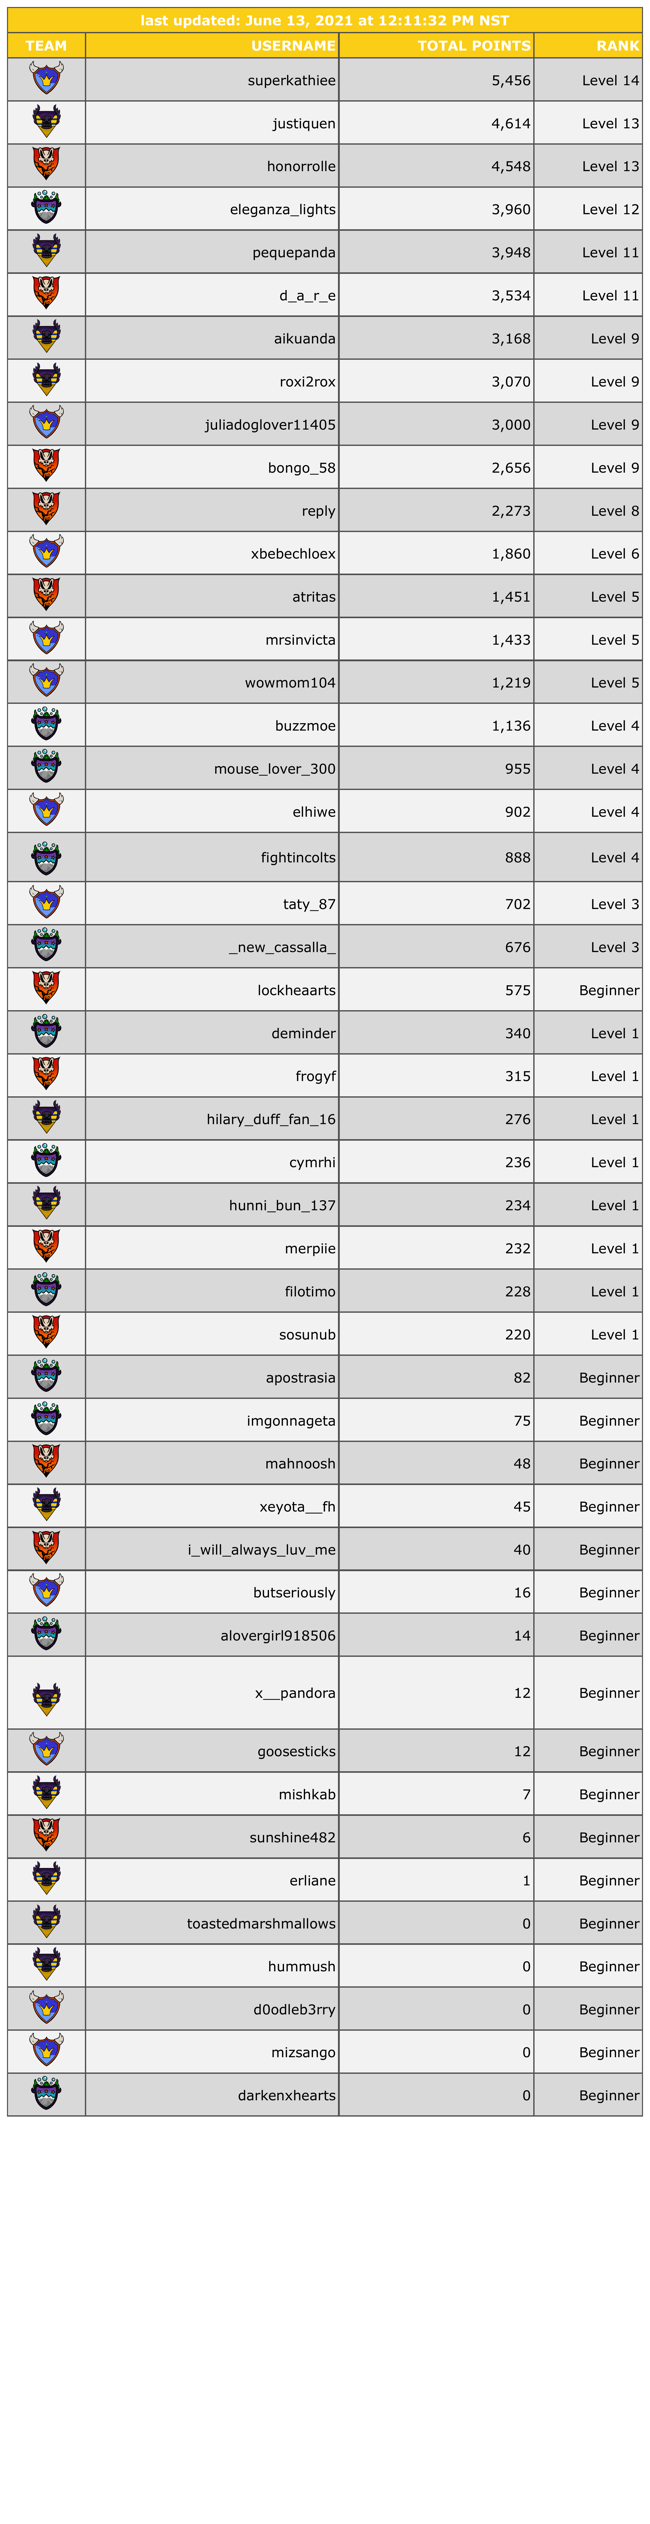 last updated: June 13, 2021 at 12:11:32 PM NST
TEAM USERNAME TOTAL POINTS RANK
superkathiee 5,456 Level 14
justiquen 4,614 Level 13
honorrolle 4,548 Level 13
eleganza_lights 3,960 Level 12
pequepanda 3,948 Level 11
d_a_r_e 3,534 Level 11
aikuanda 3,168 Level 9
roxi2rox 3,070 Level 9
juliadoglover11405 3,000 Level 9
bongo_58 2,656 Level 9
reply 2,273 Level 8
xbebechloex 1,860 Level 6
atritas 1,451 Level 5
mrsinvicta 1,433 Level 5
wowmom104 1,219 Level 5
buzzmoe 1,136 Level 4
mouse_lover_300 955 Level 4
elhiwe 902 Level 4
fightincolts 888 Level 4
taty_87 702 Level 3
_new_cassalla_ 676 Level 3
lockheaarts 575 Beginner
deminder 340 Level 1
frogyf 315 Level 1
hilary_duff_fan_16 276 Level 1
cymrhi 236 Level 1
hunni_bun_137 234 Level 1
merpiie 232 Level 1
filotimo 228 Level 1
sosunub 220 Level 1
apostrasia 82 Beginner
imgonnageta 75 Beginner
mahnoosh 48 Beginner
xeyota__fh 45 Beginner
i_will_always_luv_me 40 Beginner
butseriously 16 Beginner
alovergirl918506 14 Beginner
x__pandora 12 Beginner
goosesticks 12 Beginner
mishkab 7 Beginner
sunshine482 6 Beginner
erliane 1 Beginner
toastedmarshmallows 0 Beginner
hummush 0 Beginner
d0odleb3rry 0 Beginner
mizsango 0 Beginner
darkenxhearts 0 Beginner